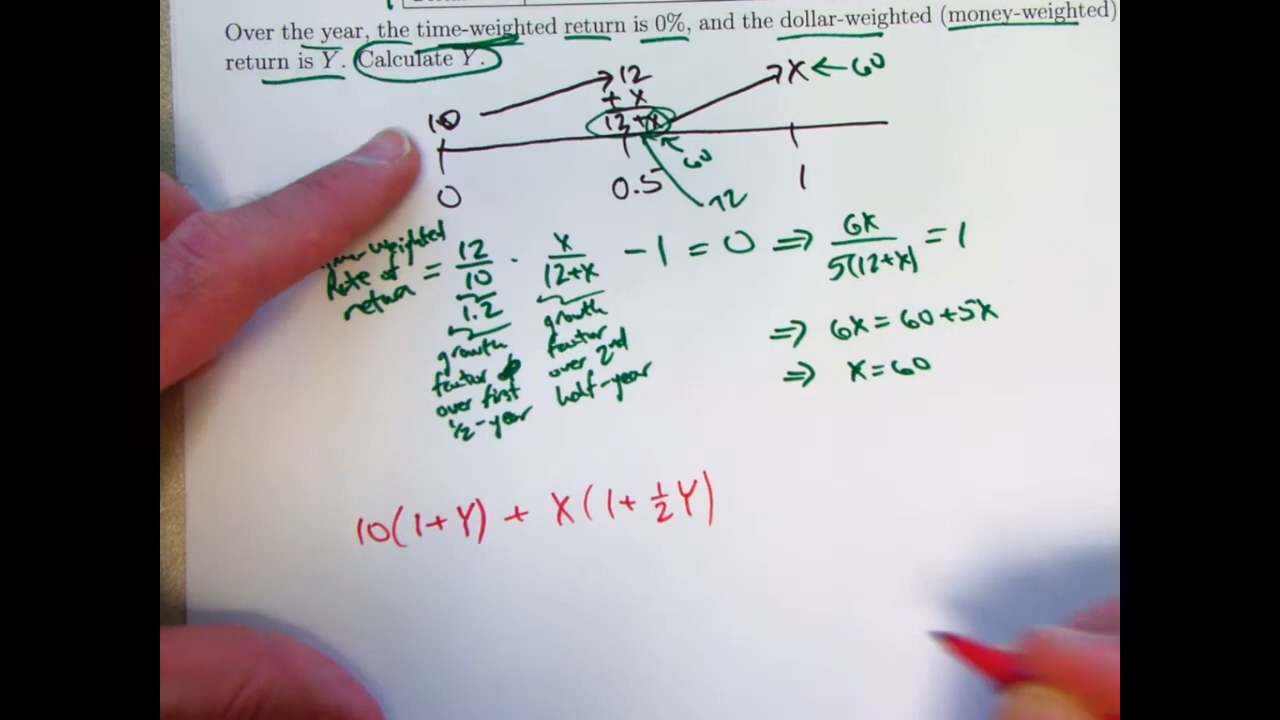 Over the year, the time-weighted return is 0%, and the dollar-weighted (money-weighted)
return is Y. Calculate Y.
12
+ X
12+X
X ← 60
10
60
72
0
0.5
1
Rate of return = 12/10 · X/(12+X) - 1 = 0 ⇒ 6X/5(12+X) = 1
1.2
growth factor over first 1/2-year
growth factor over 2nd half-year
⇒ 6X = 60+5X
⇒ X = 60
10(1+Y) + X(1+ 1/2 Y)